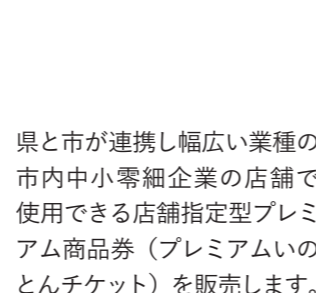 県と市が連携し幅広い業種の
市内中小零細企業の店舗で
使用できる店舗指定型プレミ
アム商品券（プレミアムいの
とんチケット）を販売します。